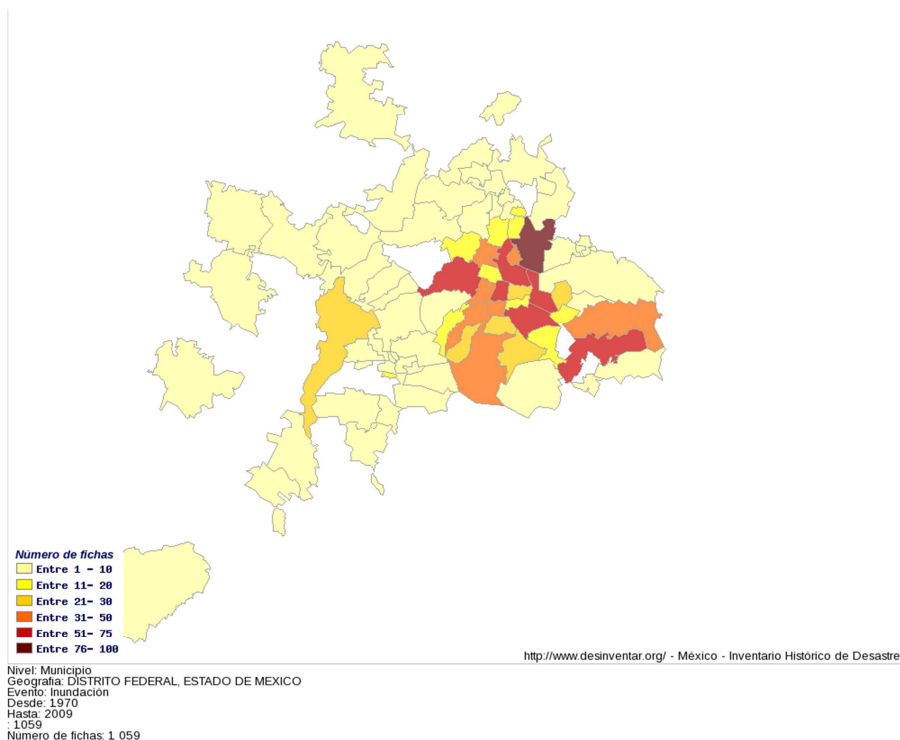 Número de fichas
Entre 1 - 10
Entre 11- 20
Entre 21- 30
Entre 31- 50
Entre 51- 75
Entre 76- 100
http://www.desinventar.org/ - México - Inventario Histórico de Desastre
Nivel: Municipio
Geografia: DISTRITO FEDERAL, ESTADO DE MEXICO
Evento: Inundación
Desde: 1970
Hasta: 2009
: 1059
Número de fichas: 1 059